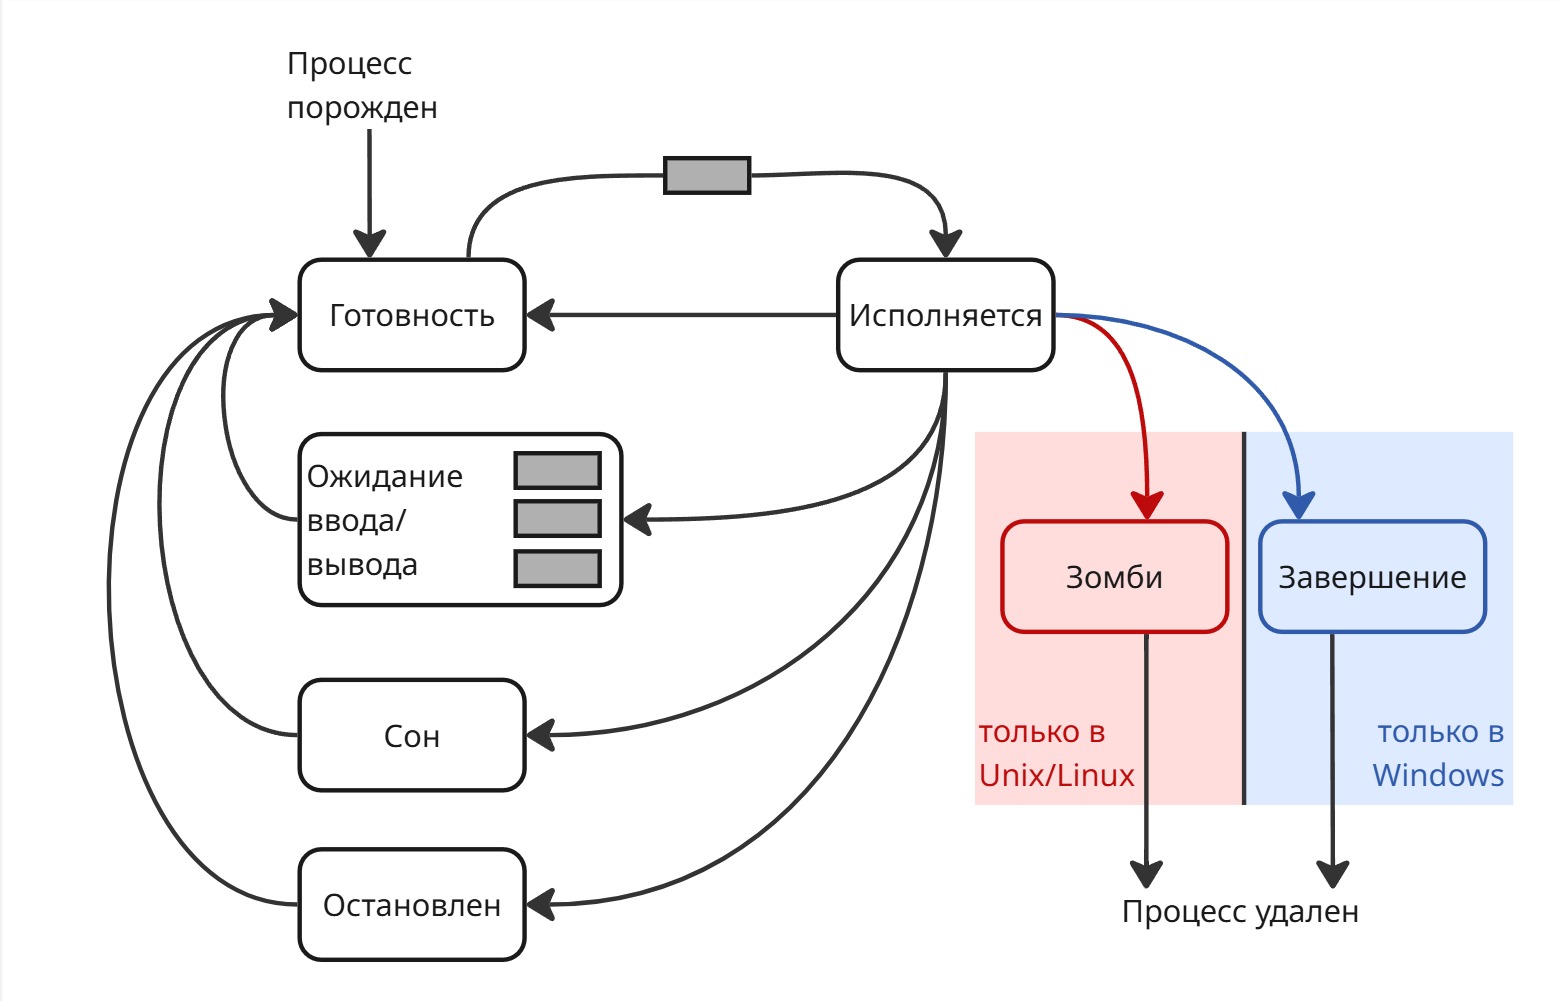 Процесс
порожден
Готовность
Исполняется
Ожидание
ввода/
вывода
Зомби
Завершение
Сон
только в
Unix/Linux
только в
Windows
Остановлен
Процесс удален